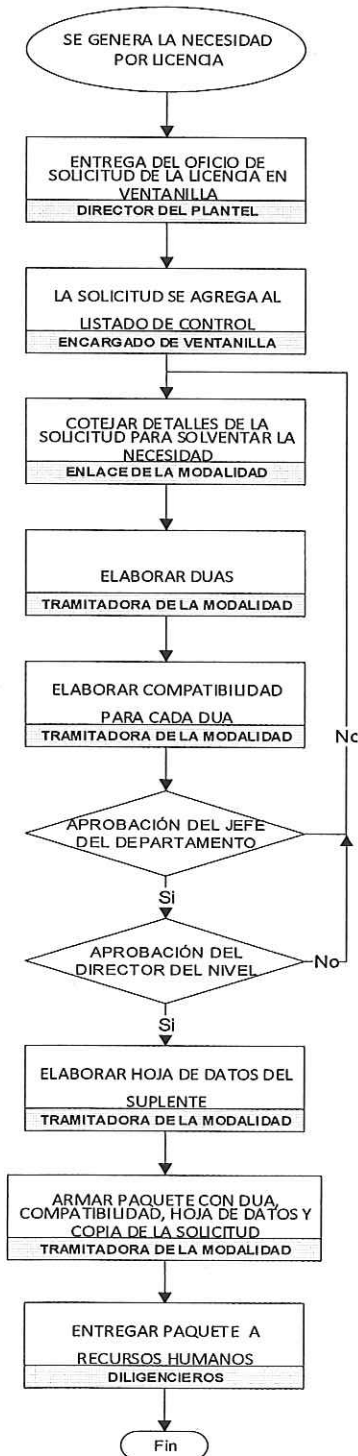 SE GENERA LA NECESIDAD
POR LICENCIA
ENTREGA DEL OFICIO DE
SOLICITUD DE LA LICENCIA EN
VENTANILLA
DIRECTOR DEL PLANTEL
LA SOLICITUD SE AGREGA AL
LISTADO DE CONTROL
ENCARGADO DE VENTANILLA
COTEJAR DETALLES DE LA
SOLICITUD PARA SOLVENTAR LA
NECESIDAD
ENLACE DE LA MODALIDAD
ELABORAR DUAS
TRAMITADORA DE LA MODALIDAD
ELABORAR COMPATIBILIDAD
PARA CADA DUA
TRAMITADORA DE LA MODALIDAD
No
APROBACIÓN DEL JEFE
DEL DEPARTAMENTO
Si
APROBACIÓN DEL
DIRECTOR DEL NIVEL
No
Si
ELABORAR HOJA DE DATOS DEL
SUPLENTE
TRAMITADORA DE LA MODALIDAD
ARMAR PAQUETE CON DUA,
COMPATIBILIDAD, HOJA DE DATOS Y
COPIA DE LA SOLICITUD
TRAMITADORA DE LA MODALIDAD
ENTREGAR PAQUETE A
RECURSOS HUMANOS
DILIGENCIEROS
Fin